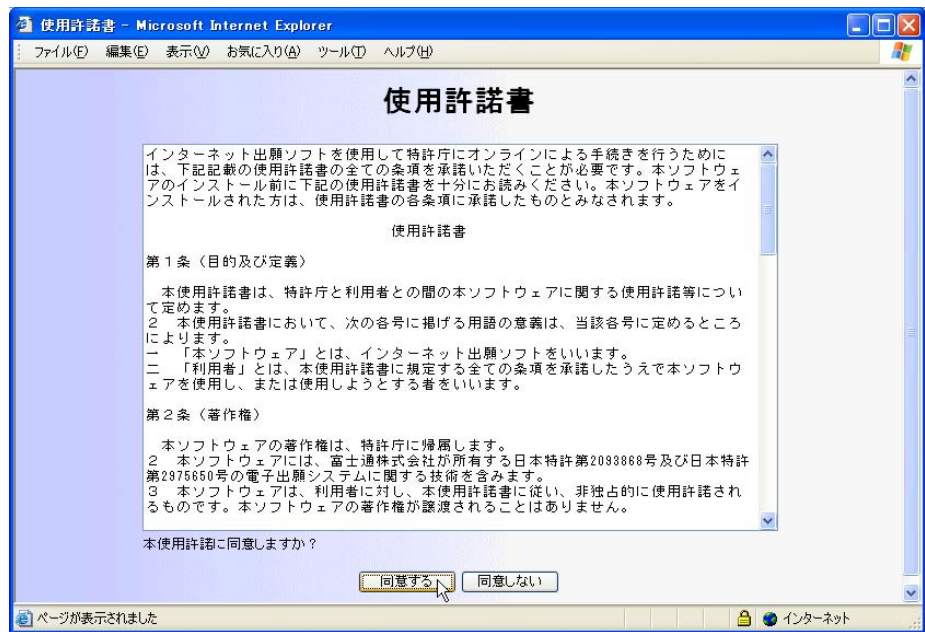 使用許諾書 - Microsoft Internet Explorer
ファイル(F) 編集(E) 表示(V) お気に入り(A) ツール(T) ヘルプ(H)
使用許諾書
インターネット出願ソフトを使用して特許庁にオンラインによる手続きを行うために
は、下記記載の使用許諾書の全ての条項を承諾いただくことが必要です。本ソフトウェ
アのインストール前に下記の使用許諾書を十分にお読みください。本ソフトウェアをイ
ンストールされた方は、使用許諾書の各条項に承諾したものとみなされます。
使用許諾書
第1条（目的及び定義）
本使用許諾書は、特許庁と利用者との間の本ソフトウェアに関する使用許諾等につい
て定めます。
2　本使用許諾書において、次の各号に掲げる用語の意義は、当該各号に定めるところ
によります。
一　「本ソフトウェア」とは、インターネット出願ソフトをいいます。
二　「利用者」とは、本使用許諾書に規定する全ての条項を承諾したうえで本ソフトウ
ェアを使用し、または使用しようとする者をいいます。
第2条（著作権）
本ソフトウェアの著作権は、特許庁に帰属します。
2　本ソフトウェアには、富士通株式会社が所有する日本特許第2093868号及び日本特許
第2975650号の電子出願システムに関する技術を含みます。
3　本ソフトウェアは、利用者に対し、本使用許諾書に従い、非独占的に使用許諾され
るものです。本ソフトウェアの著作権が譲渡されることはありません。
本使用許諾に同意しますか？
同意する 同意しない
ページが表示されました インターネット